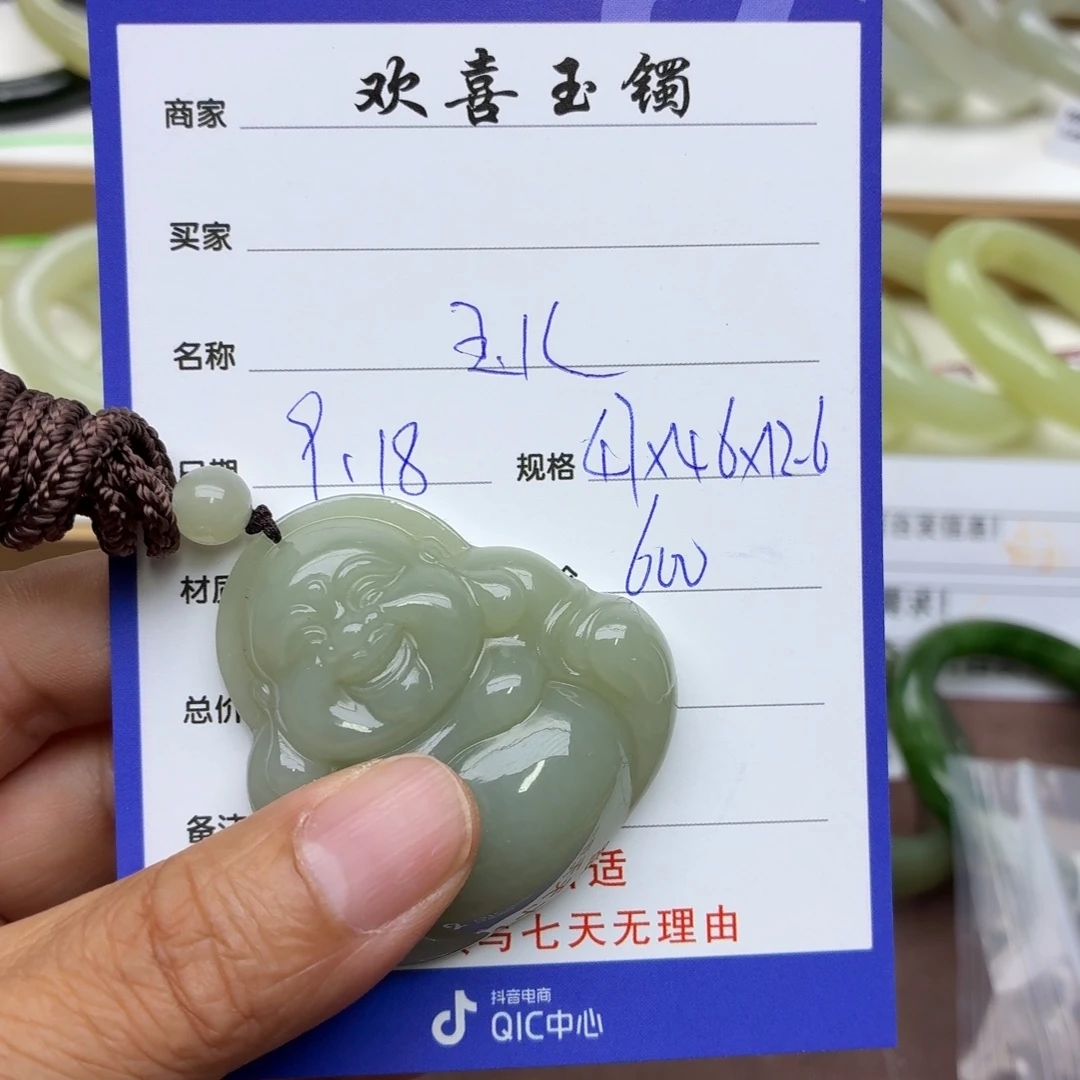 商家 欢喜玉镯
买家
名称
9.18 规格 47x46x12.6
材质 600
总价
备注
适
与七天无理由
抖音电商
QIC中心